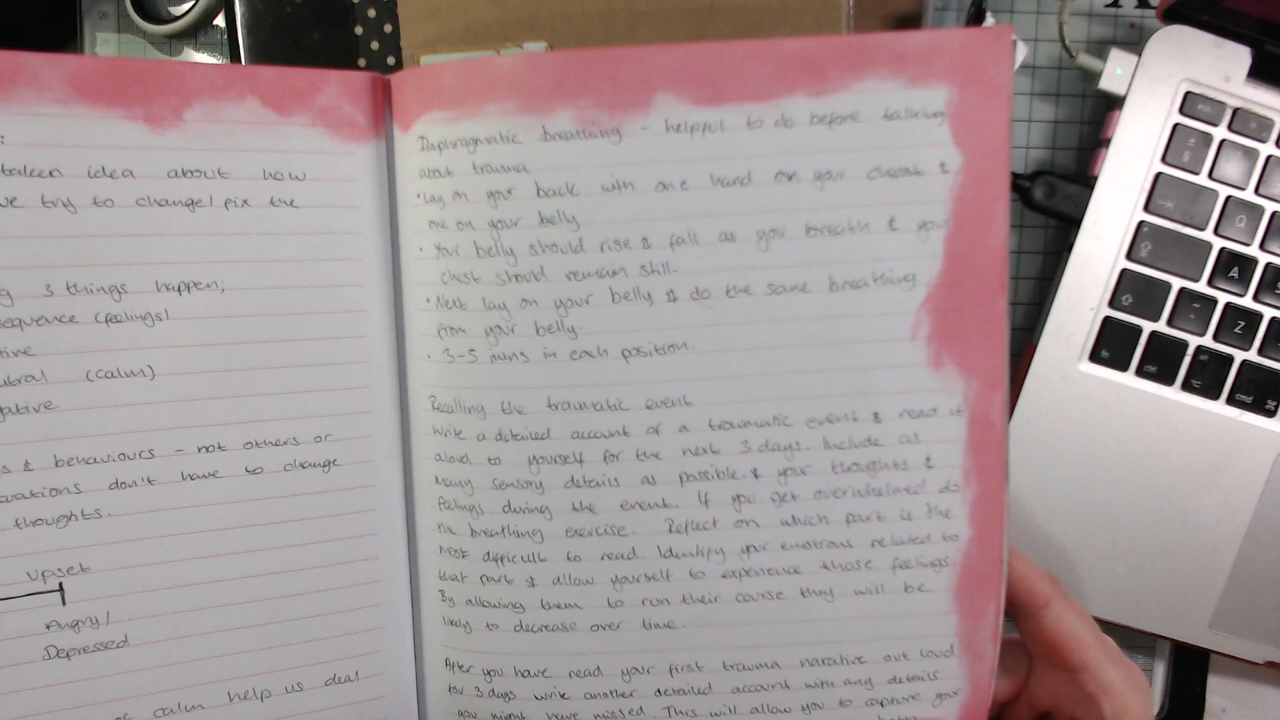 :
taken idea about how
we try to change/fix the
3 things happen,
sequence (feelings)
tive
utral (calm)
gative
s & behaviours - not others or
tuations don't have to change
thoughts.
upset
Angry/
Depressed
calm help us deal
Diaphragmatic breathing - helpful to do before talking
about trauma
• lay on your back with one hand on your chest &
one on your belly
• Your belly should rise & fall as you breath & your
chest should remain still.
• Next lay on your belly & do the same breathing
from your belly.
• 3-5 mins in each position.
Recalling the traumatic event
Write a detailed account of a traumatic event & read it
aloud to yourself for the next 3 days. Include as
many sensory details as possible. & your thoughts &
feelings during the event. If you get overwhelmed do
the breathing exercise. Reflect on which part is the
most difficult to read Identify your emotions related to
that part & allow yourself to experience those feelings
By allowing them to run their course they will be
likely to decrease over time.
After you have read your first trauma narrative out loud
for 3 days write another detailed account with any details
you might have missed. This will allow you to capture your
Q
A
Z
ctrl
cmd